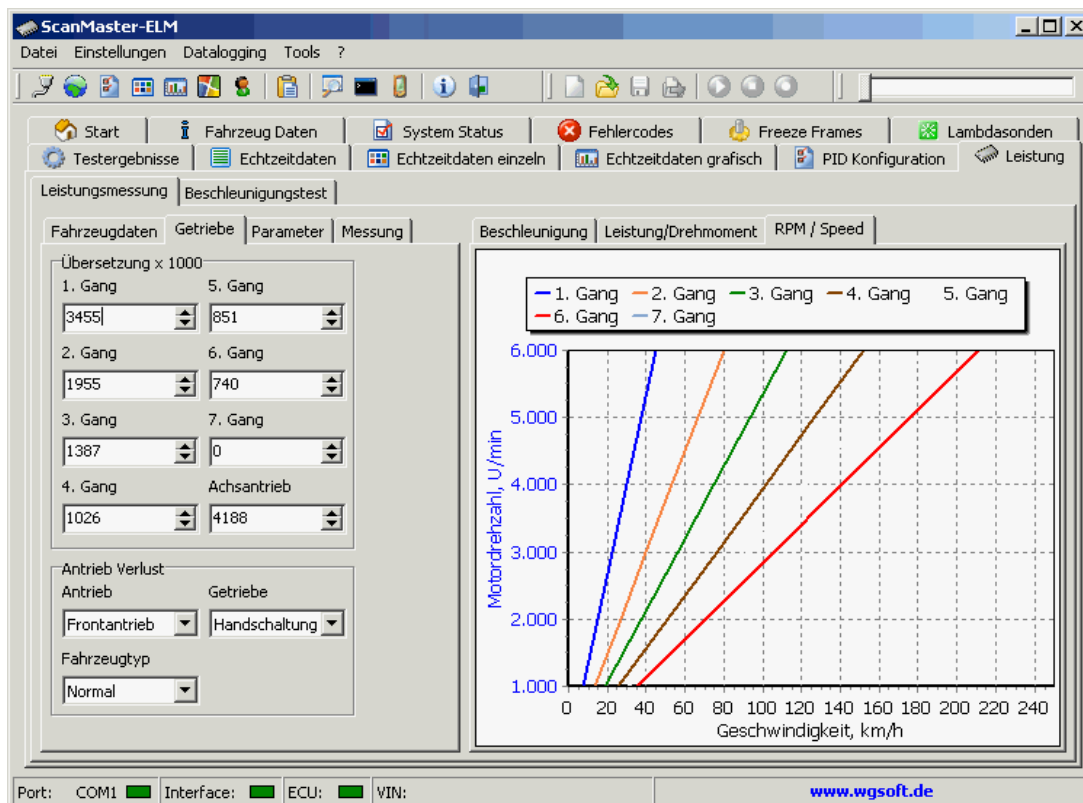 ScanMaster-ELM
Datei Einstellungen Datalogging Tools ?
Start Fahrzeug Daten System Status Fehlercodes Freeze Frames Lambdasonden
Testergebnisse Echtzeitdaten Echtzeitdaten einzeln Echtzeitdaten grafisch PID Konfiguration Leistung
Leistungsmessung Beschleunigungstest
Fahrzeugdaten Getriebe Parameter Messung
Übersetzung x 1000
1. Gang 5. Gang
3455 851
2. Gang 6. Gang
1955 740
3. Gang 7. Gang
1387 0
4. Gang Achsantrieb
1026 4188
Antrieb Verlust
Antrieb Getriebe
Frontantrieb Handschaltung
Fahrzeugtyp
Normal
Beschleunigung Leistung/Drehmoment RPM / Speed
1. Gang 2. Gang 3. Gang 4. Gang 5. Gang
6. Gang 7. Gang
Motordrehzahl, U/min
6.000
5.000
4.000
3.000
2.000
1.000
0 20 40 60 80 100 120 140 160 180 200 220 240
Geschwindigkeit, km/h
Port: COM1 Interface: ECU: VIN: www.wgsoft.de